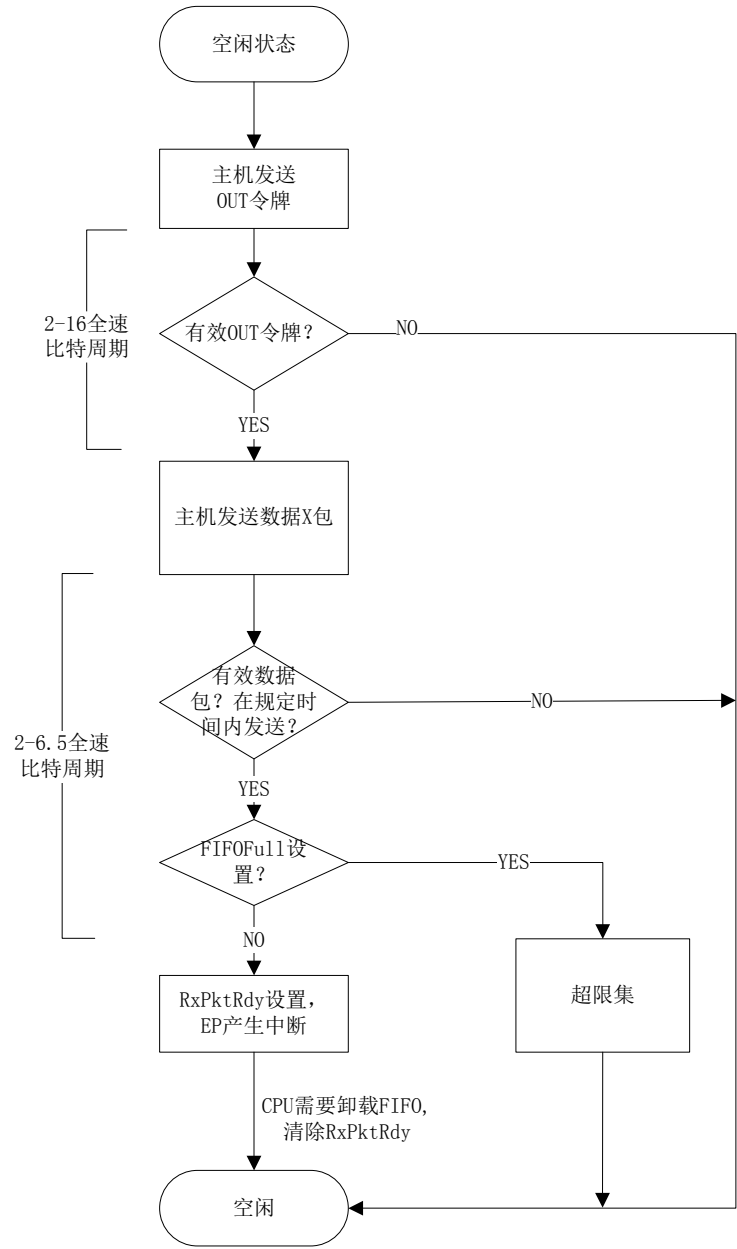 空闲状态
主机发送
OUT令牌
2-16全速
比特周期
有效OUT令牌?
NO
YES
主机发送数据X包
有效数据
包？在规定时
间内发送？
NO
2-6.5全速
比特周期
YES
FIFOFull设
置？
YES
NO
RxPktRdy设置,
EP产生中断
超限集
CPU需要卸载FIFO,
清除RxPktRdy
空闲